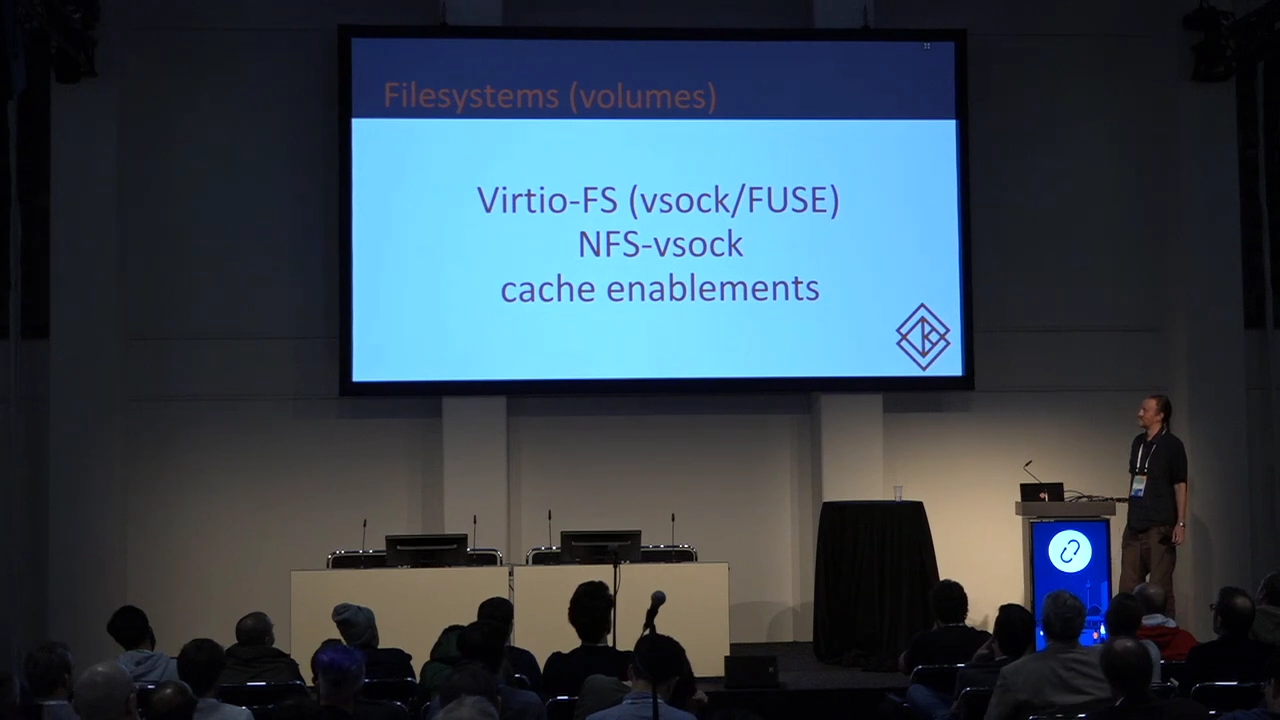 Filesystems (volumes)
Virtio-FS (vsock/FUSE)
NFS-vsock
cache enablements